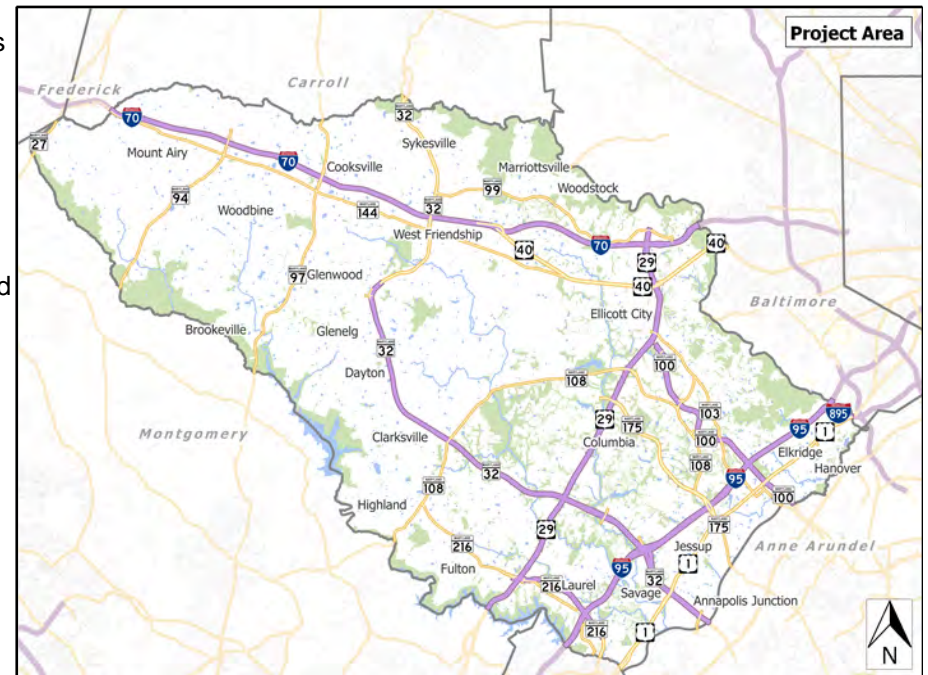 s
d
Project Area
Frederick
Carroll
70
32
27
Mount Airy
Sykesville
70
Cooksville
Marriottsville
99
Woodstock
94
Woodbine
144
32
West Friendship
40
70
40
29
97
Glenwood
40
Baltimore
Ellicott City
Brookeville
Glenelg
32
100
Dayton
108
29
175
103
95
895
1
Montgomery
Clarksville
Columbia
100
Elkridge
32
108
Hanover
108
95
100
Highland
29
175
216
Jessup
Anne Arundel
Fulton
95
1
216
Laurel
32
Savage
Annapolis Junction
216
1
N